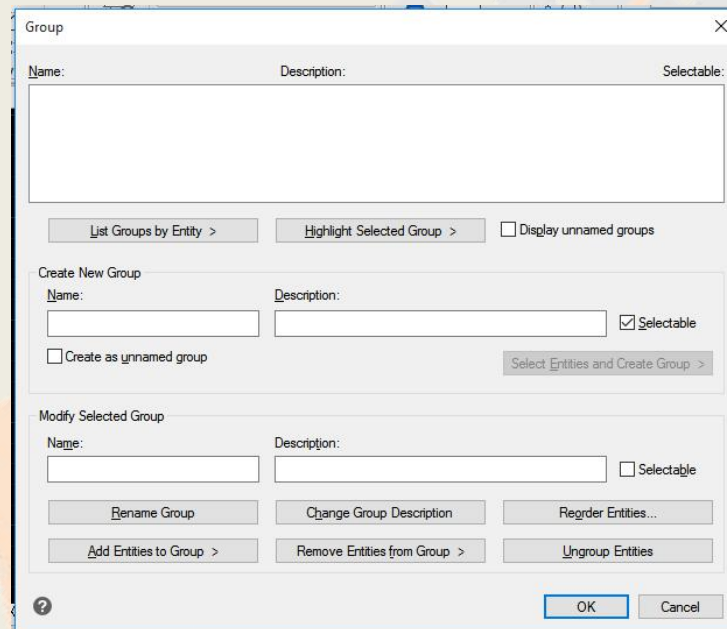 Group
Name: Description: Selectable:
List Groups by Entity > Highlight Selected Group > Display unnamed groups
Create New Group
Name: Description:
Selectable
Create as unnamed group
Select Entities and Create Group >
Modify Selected Group
Name: Description:
Selectable
Rename Group Change Group Description Reorder Entities...
Add Entities to Group > Remove Entities from Group > Ungroup Entities
? OK Cancel